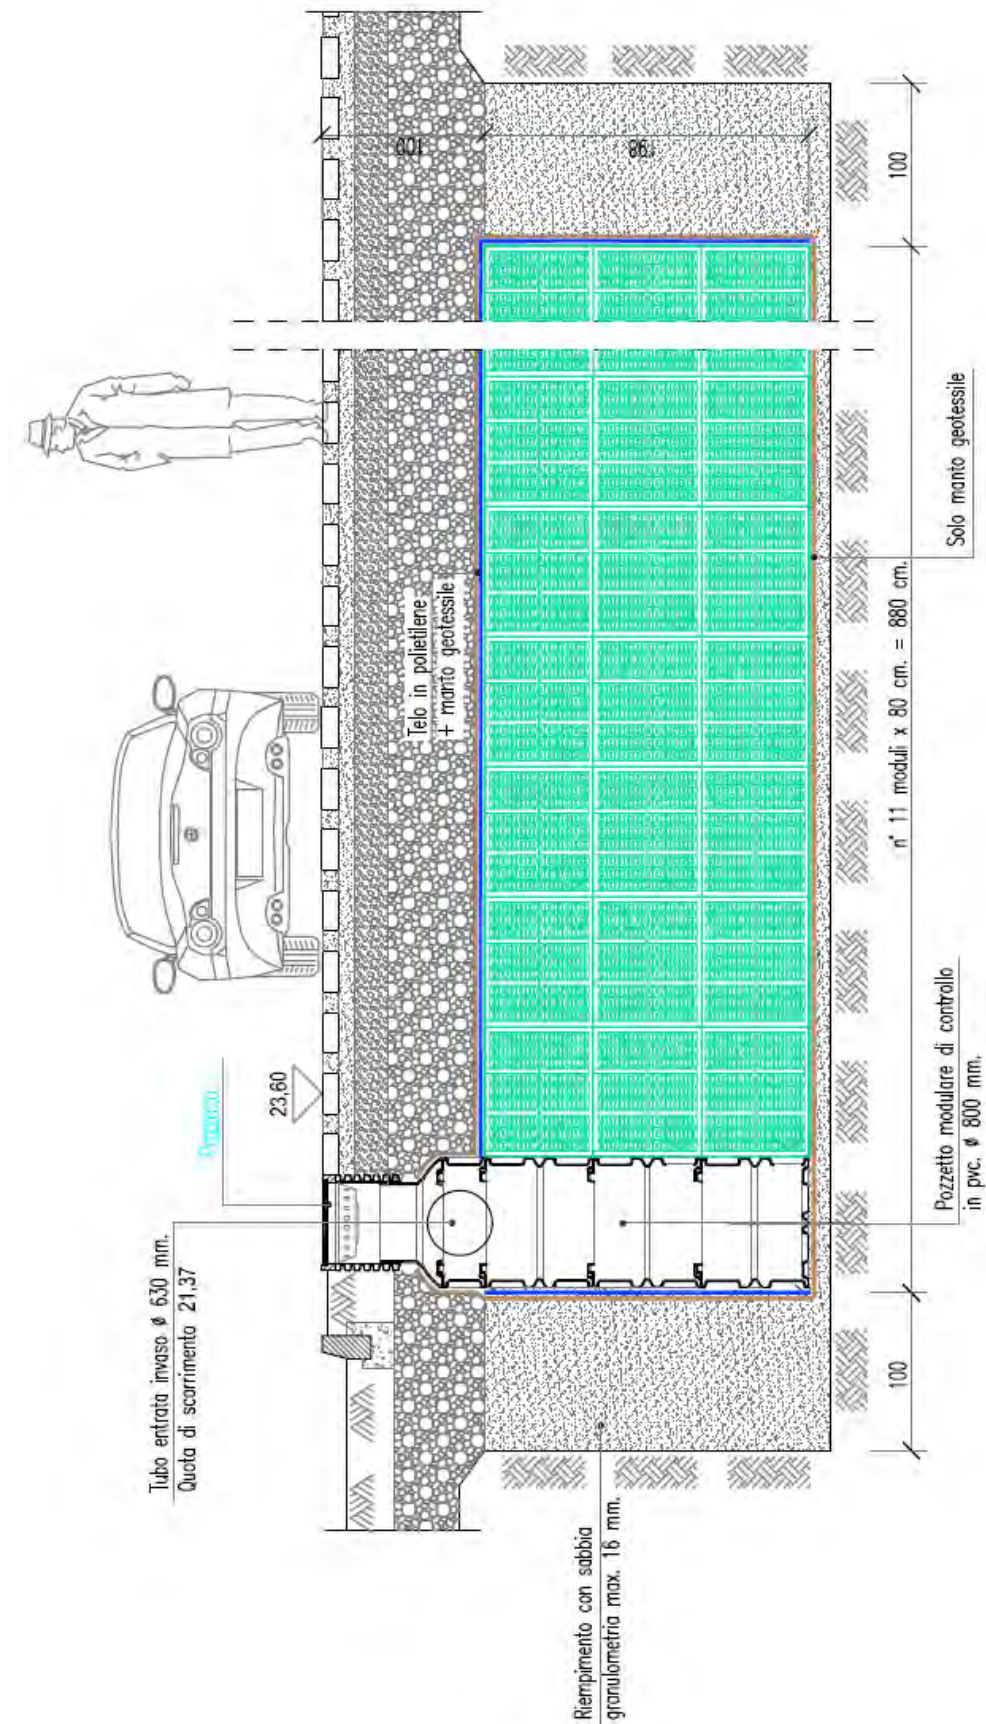 Tubo entrata invaso ø 630 mm.
Quota di scorrimento 21,37
23,60
Telo in polietilene
+ manto geotessile
100
198
Riempimento con sabbia
granulometria max. 16 mm.
100
n° 11 moduli x 80 cm. = 880 cm.
100
Pozzetto modulare di controllo
in pvc. ø 800 mm.
Solo manto geotessile